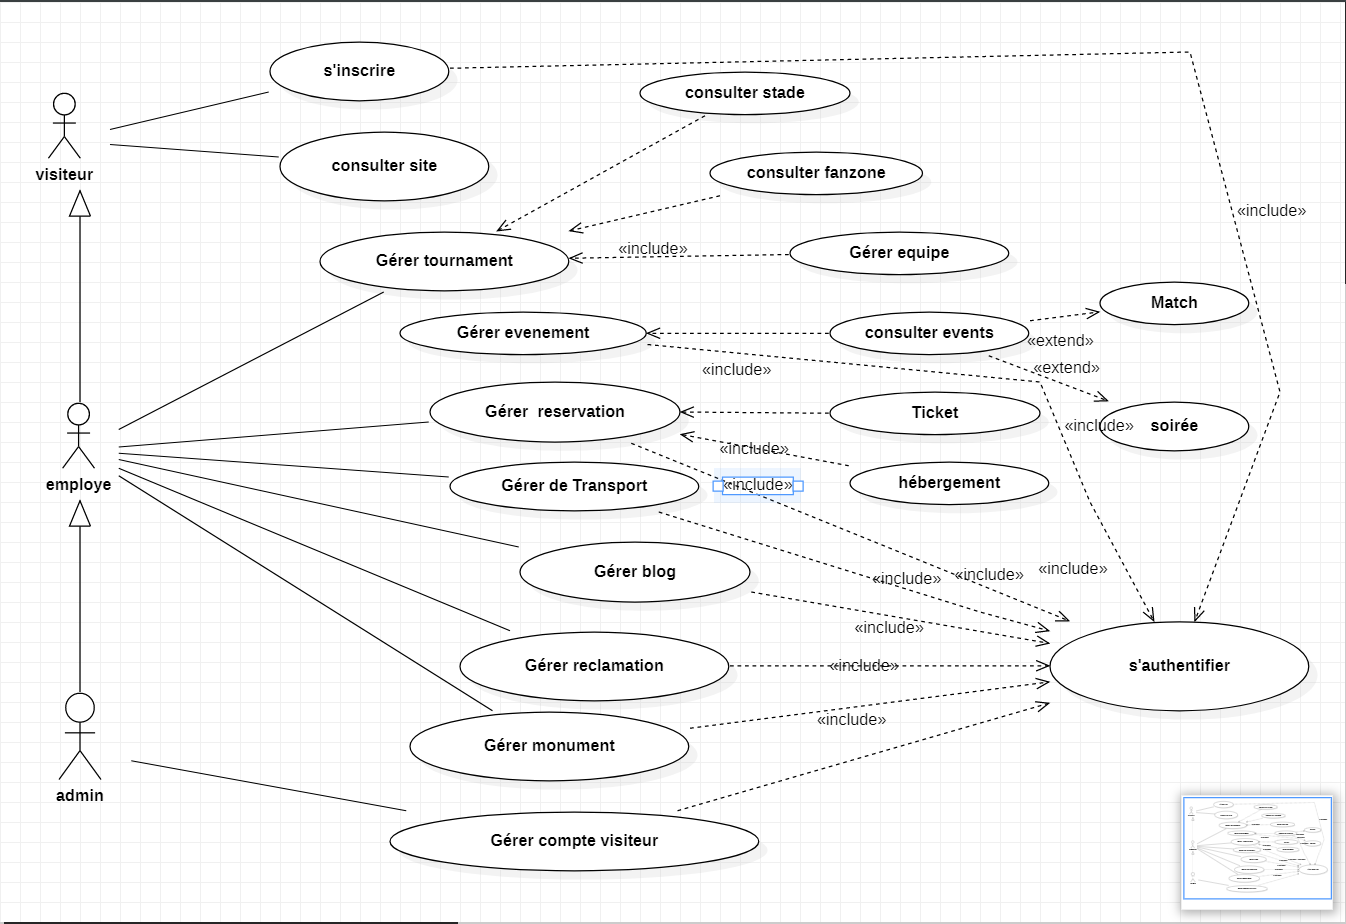 s'inscrire
consulter stade
visiteur
consulter site
consulter fanzone
«include»
Gérer tournament
«include»
Gérer equipe
Match
Gérer evenement
consulter events
«extend»
«include»
«extend»
Gérer  reservation
Ticket
«include»
soirée
«include»
employe
Gérer de Transport
«include»
hébergement
Gérer blog
«include»
«include»
«include»
«include»
Gérer reclamation
«include»
s'authentifier
«include»
Gérer monument
admin
Gérer compte visiteur